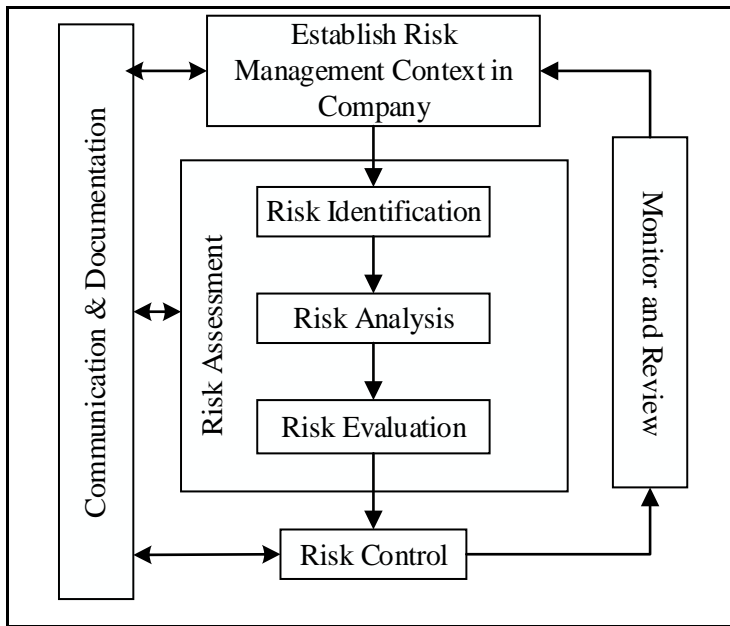 Establish Risk
Management Context in
Company
Communication & Documentation
Risk Assessment
Risk Identification
Risk Analysis
Risk Evaluation
Risk Control
Monitor and Review